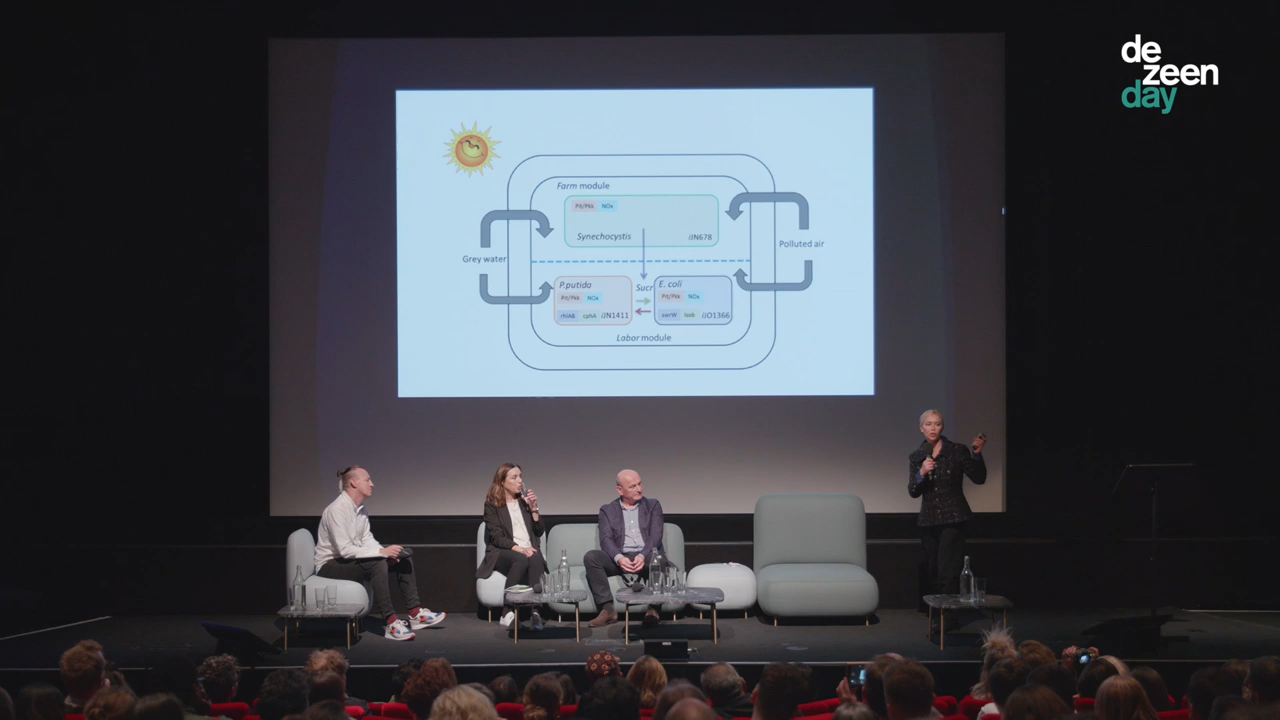 de
zeen
day
Farm module
Pit/Pkk NOx
Synechocystis iJN678
Grey water
Polluted air
P.putida
Pit/Pkk NOx
rhlAB cphA iJN1411
Sucr
E. coli
Pit/Pkk NOx
iJO1366
Labor module